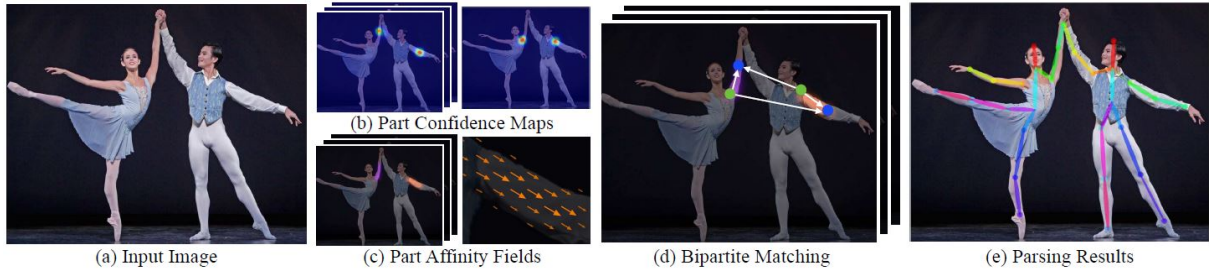 (a) Input Image
(b) Part Confidence Maps
(c) Part Affinity Fields
(d) Bipartite Matching
(e) Parsing Results